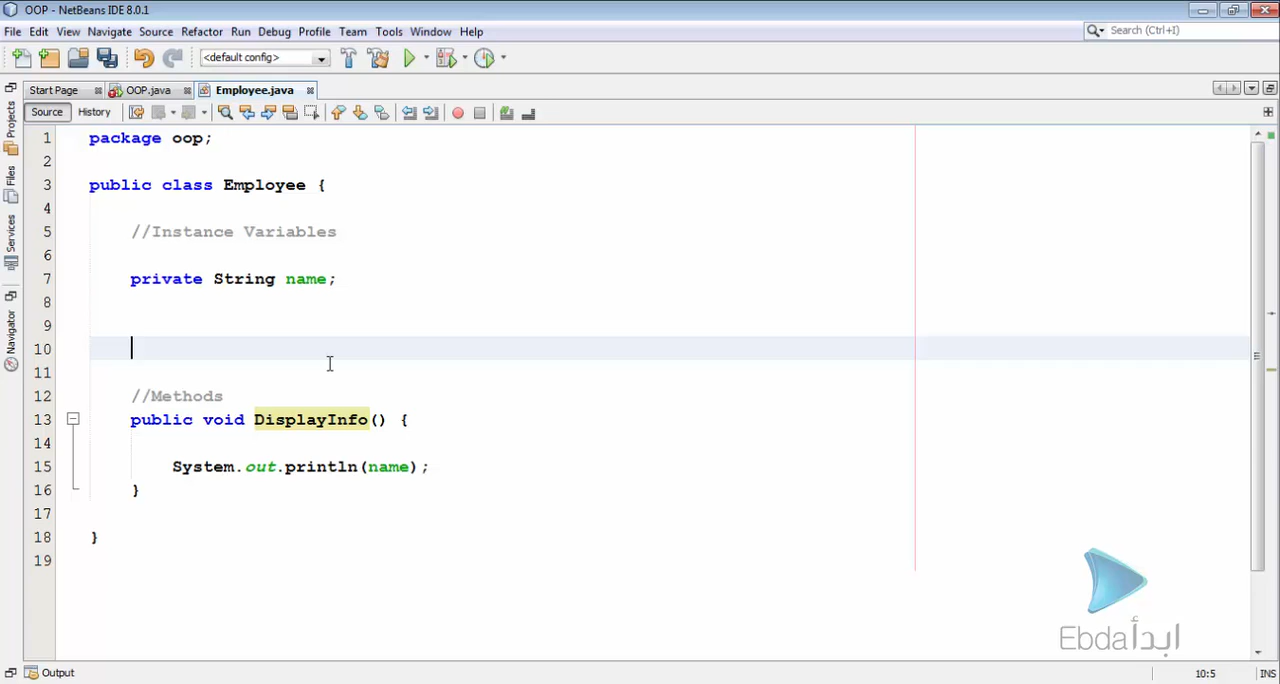 OOP - NetBeans IDE 8.0.1
File Edit View Navigate Source Refactor Run Debug Profile Team Tools Window Help
Search (Ctrl+I)
<default config>
Start Page OOP.java Employee.java
Source History
Projects
Files
Services
Navigator
1 package oop;
2
3 public class Employee {
4
5 //Instance Variables
6
7 private String name;
8
9
10
11
12 //Methods
13 public void DisplayInfo() {
14
15 System.out.println(name);
16 }
17
18 }
19
Ebda ابدأ
Output
10:5 INS